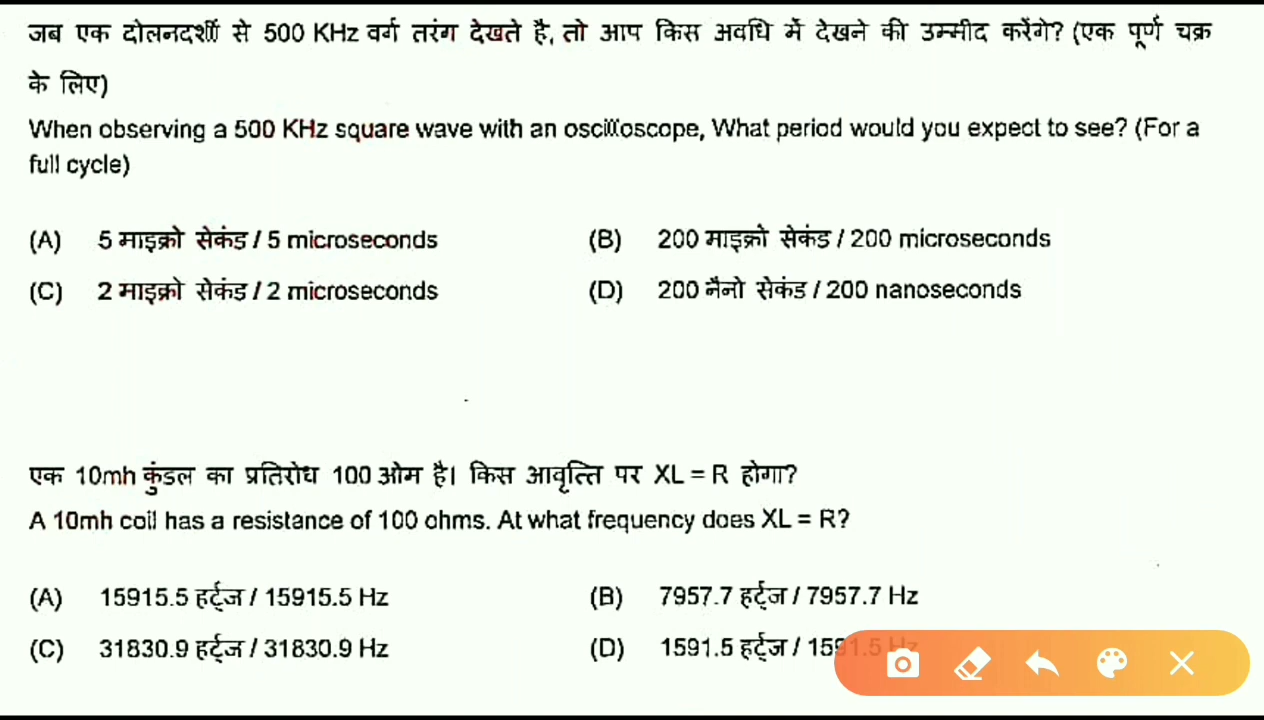 जब एक दोलनदर्शी से 500 KHz वर्ग तरंग देखते है, तो आप किस अवधि में देखने की उम्मीद करेंगे? (एक पूर्ण चक्र
के लिए)
When observing a 500 KHz square wave with an oscilloscope, What period would you expect to see? (For a
full cycle)
(A) 5 माइक्रो सेकंड / 5 microseconds (B) 200 माइक्रो सेकंड / 200 microseconds
(C) 2 माइक्रो सेकंड / 2 microseconds (D) 200 नैनो सेकंड / 200 nanoseconds
एक 10mh कुंडल का प्रतिरोध 100 ओम है। किस आवृत्ति पर XL = R होगा?
A 10mh coil has a resistance of 100 ohms. At what frequency does XL = R?
(A) 15915.5 हर्ट्ज / 15915.5 Hz (B) 7957.7 हर्ट्ज / 7957.7 Hz
(C) 31830.9 हर्ट्ज / 31830.9 Hz (D) 1591.5 हर्ट्ज / 1591.5 Hz